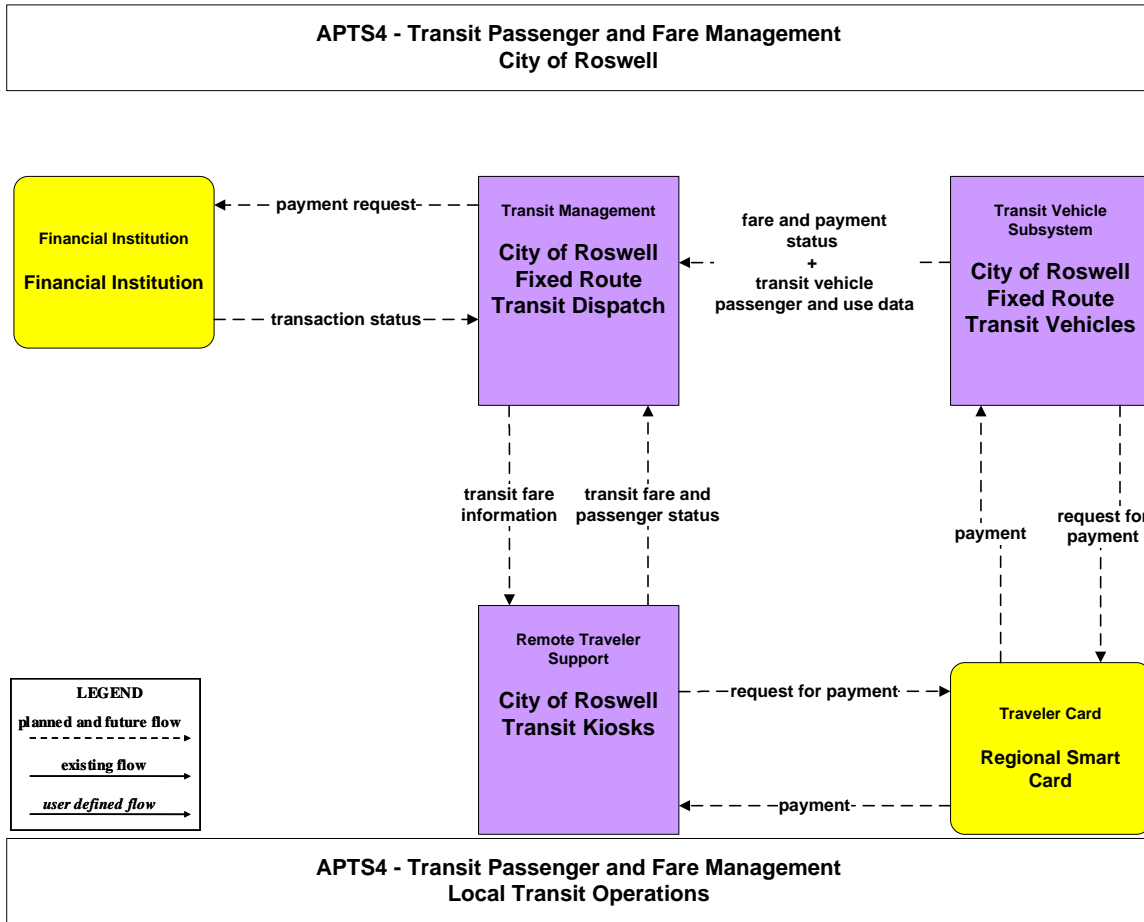 APTS4 - Transit Passenger and Fare Management
City of Roswell
Financial Institution
Financial Institution
payment request
transaction status
Transit Management
City of Roswell
Fixed Route
Transit Dispatch
fare and payment
status
+
transit vehicle
passenger and use data
Transit Vehicle
Subsystem
City of Roswell
Fixed Route
Transit Vehicles
transit fare
information
transit fare and
passenger status
payment
request for
payment
Remote Traveler
Support
City of Roswell
Transit Kiosks
request for payment
payment
Traveler Card
Regional Smart
Card
LEGEND
planned and future flow
existing flow
user defined flow
APTS4 - Transit Passenger and Fare Management
Local Transit Operations